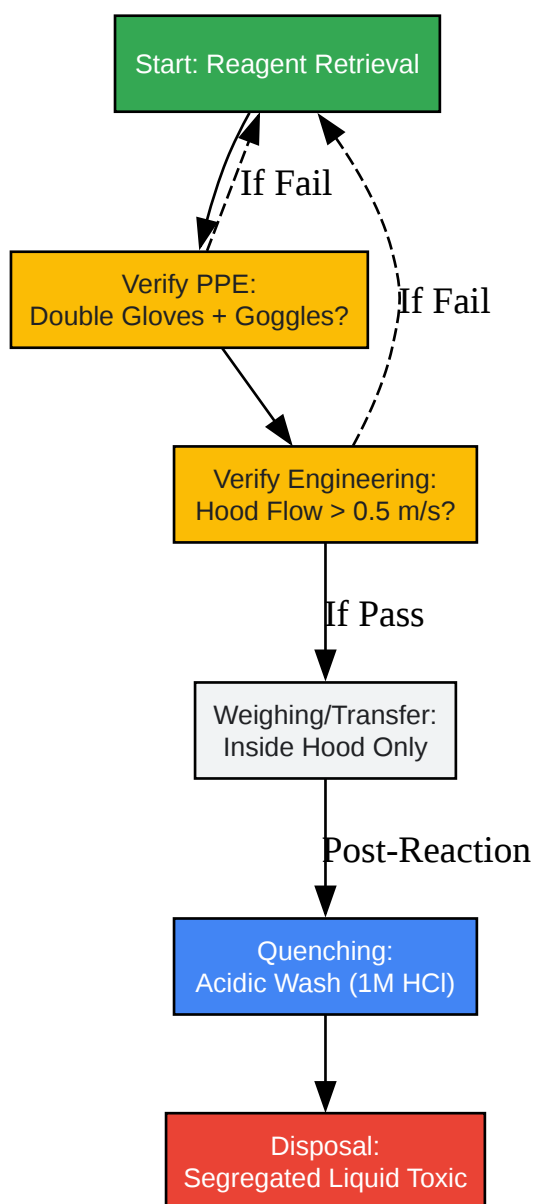 Start: Reagent Retrieval
If Fail
Verify PPE:
Double Gloves + Goggles?
If Fail
Verify Engineering:
Hood Flow > 0.5 m/s?
If Pass
Weighing/Transfer:
Inside Hood Only
Post-Reaction
Quenching:
Acidic Wash (1M HCl)
Disposal:
Segregated Liquid Toxic